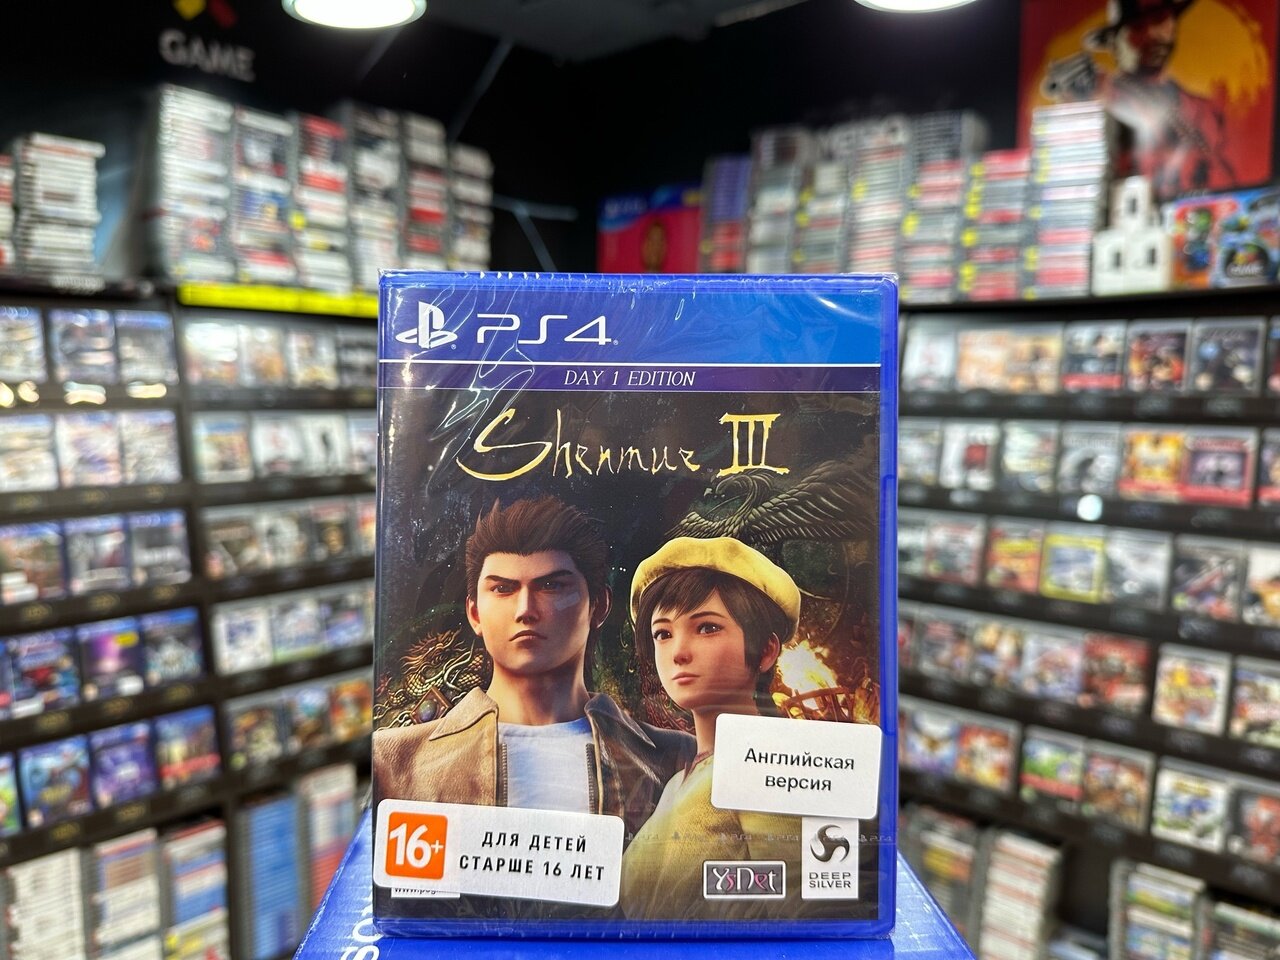 GAME
PS4
DAY 1 EDITION
Shenmue III
Английская
версия
16+
ДЛЯ ДЕТЕЙ
СТАРШЕ 16 ЛЕТ
YsNet
DEEP
SILVER